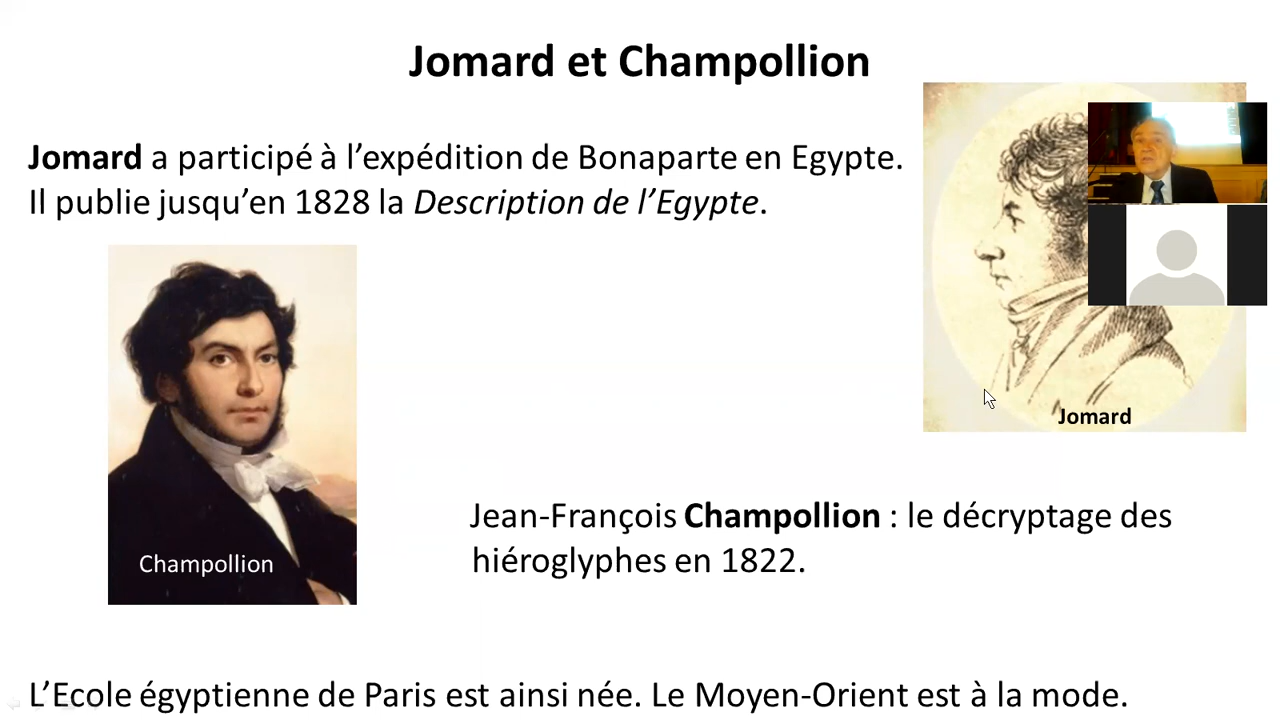 Jomard et Champollion
Jomard a participé à l’expédition de Bonaparte en Egypte.
Il publie jusqu’en 1828 la Description de l’Egypte.
Jomard
Champollion
Jean-François Champollion : le décryptage des
hiéroglyphes en 1822.
L’Ecole égyptienne de Paris est ainsi née. Le Moyen-Orient est à la mode.